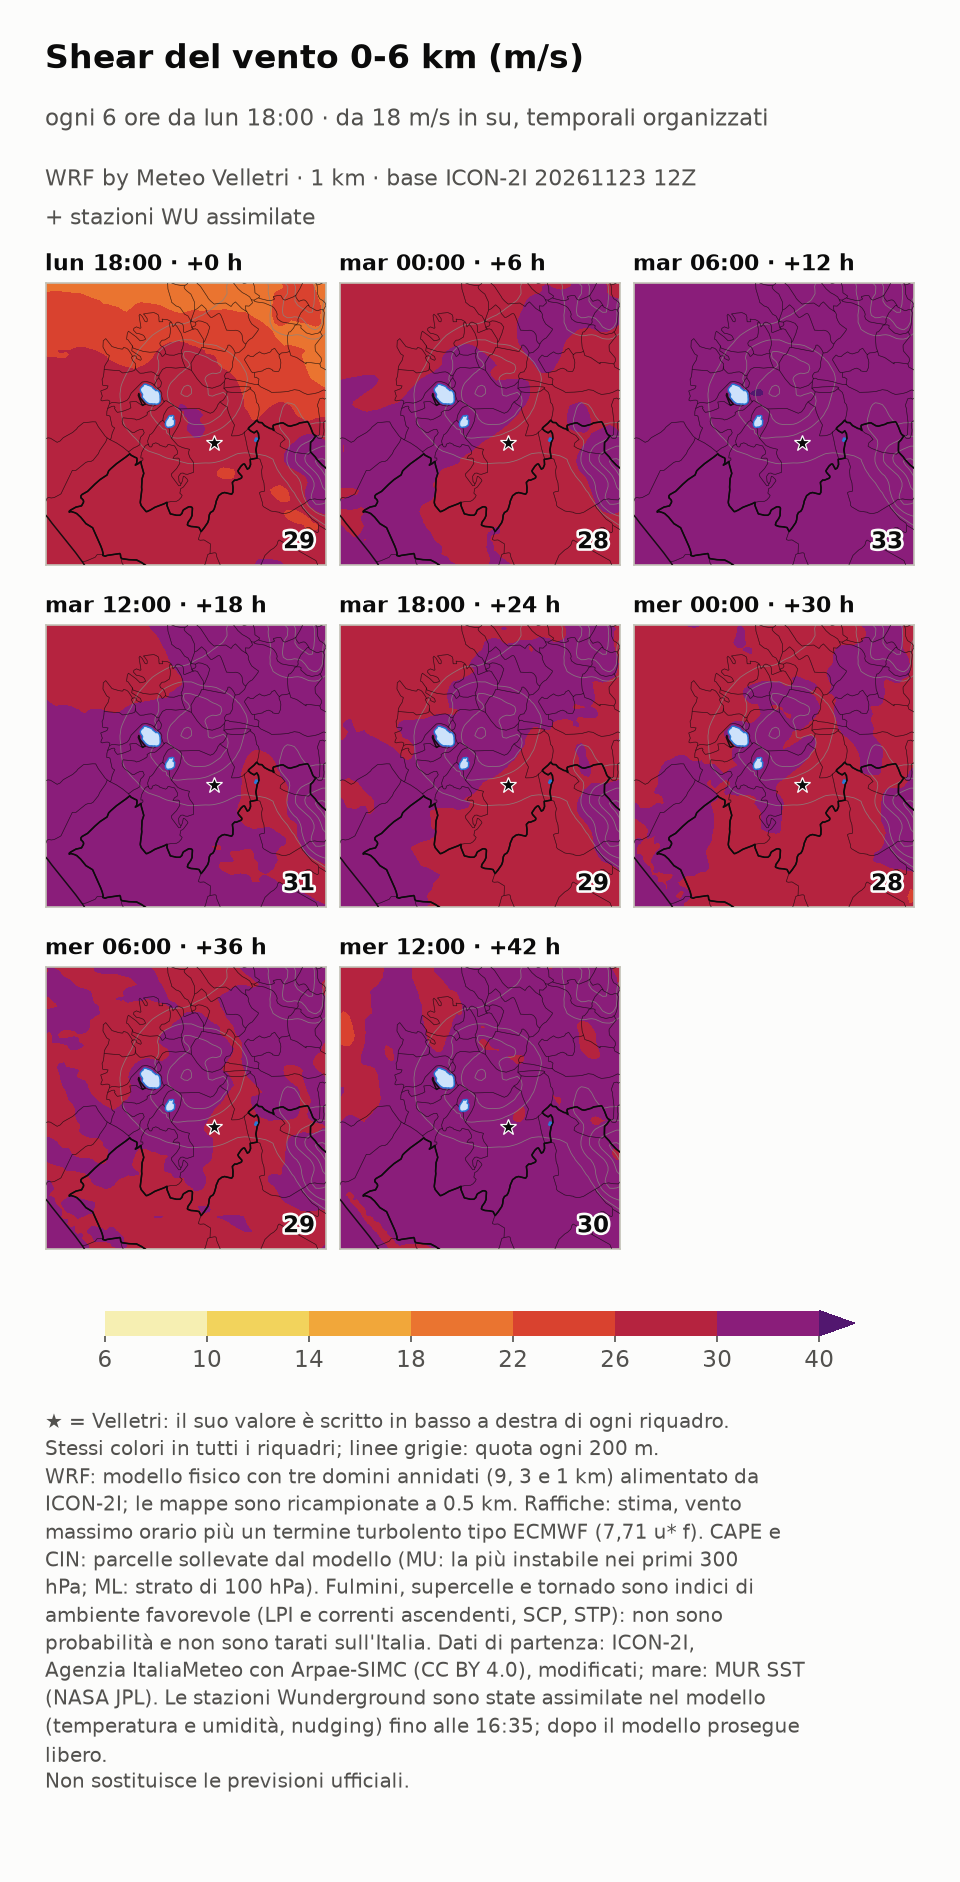 Shear del vento 0-6 km (m/s)
ogni 6 ore da lun 18:00 · da 18 m/s in su, temporali organizzati
WRF by Meteo Velletri · 1 km · base ICON-2I 20261123 12Z
+ stazioni WU assimilate
lun 18:00 · +0 h
mar 00:00 · +6 h
mar 06:00 · +12 h
29
28
33
mar 12:00 · +18 h
mar 18:00 · +24 h
mer 00:00 · +30 h
31
29
28
mer 06:00 · +36 h
mer 12:00 · +42 h
29
30
6 10 14 18 22 26 30 40
★ = Velletri: il suo valore è scritto in basso a destra di ogni riquadro.
Stessi colori in tutti i riquadri; linee grigie: quota ogni 200 m.
WRF: modello fisico con tre domini annidati (9, 3 e 1 km) alimentato da
ICON-2I; le mappe sono ricampionate a 0.5 km. Raffiche: stima, vento
massimo orario più un termine turbolento tipo ECMWF (7,71 u* f). CAPE e
CIN: parcelle sollevate dal modello (MU: la più instabile nei primi 300
hPa; ML: strato di 100 hPa). Fulmini, supercelle e tornado sono indici di
ambiente favorevole (LPI e correnti ascendenti, SCP, STP): non sono
probabilità e non sono tarati sull'Italia. Dati di partenza: ICON-2I,
Agenzia ItaliaMeteo con Arpae-SIMC (CC BY 4.0), modificati; mare: MUR SST
(NASA JPL). Le stazioni Wunderground sono state assimilate nel modello
(temperatura e umidità, nudging) fino alle 16:35; dopo il modello prosegue
libero.
Non sostituisce le previsioni ufficiali.